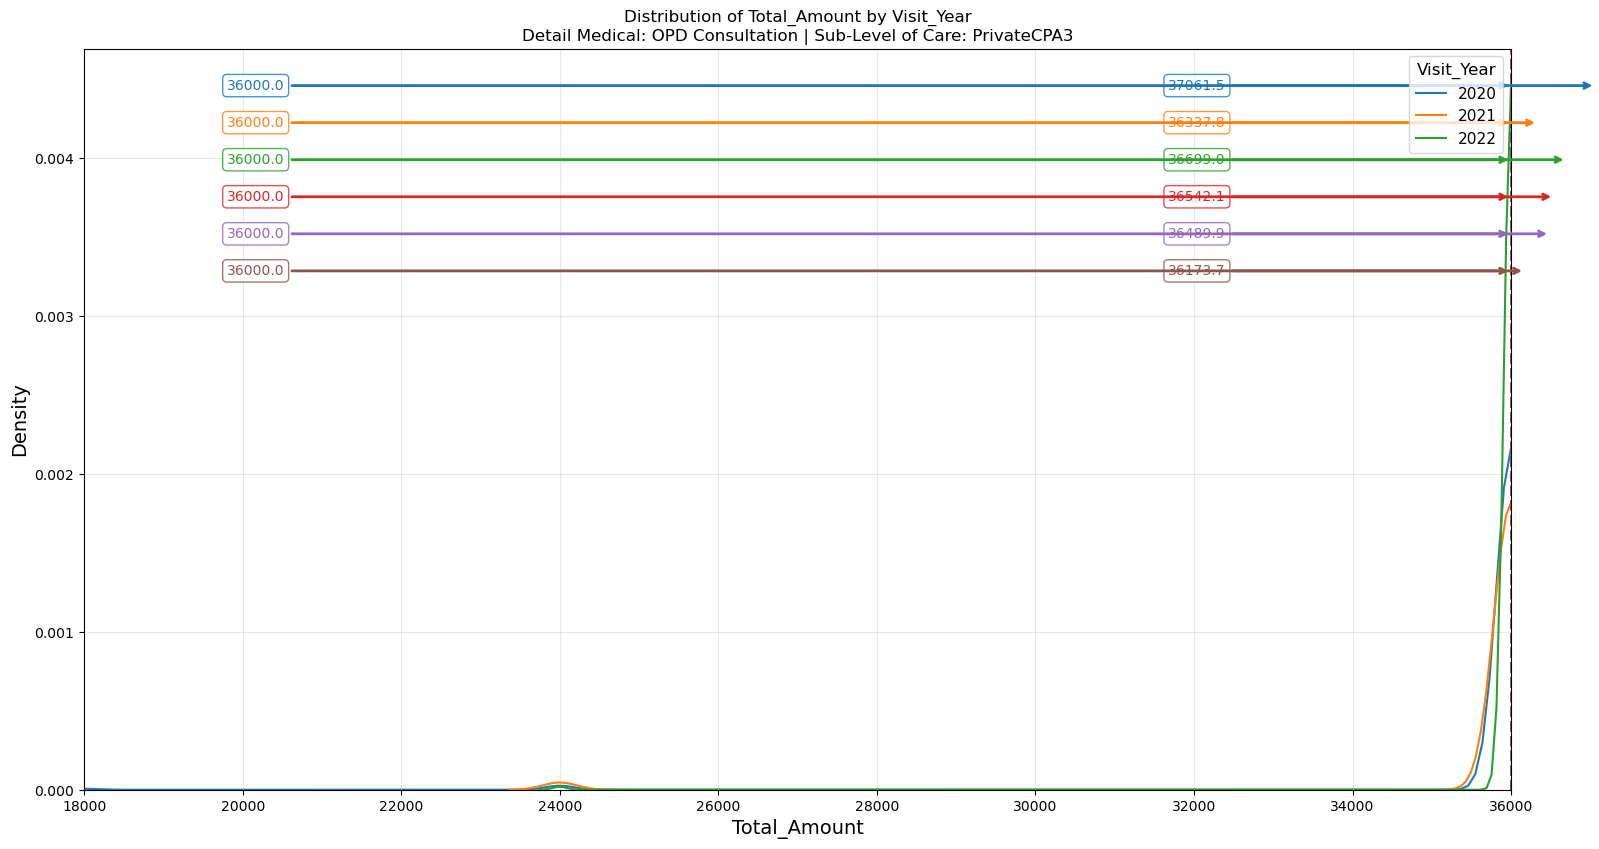 Distribution of Total_Amount by Visit_Year
Detail Medical: OPD Consultation | Sub-Level of Care: PrivateCPA3
Visit_Year
2020
2021
2022
36000.0 37061.5
36000.0 36337.8
36000.0 36699.0
36000.0 36542.1
36000.0 36489.9
36000.0 36173.7
Density
0.004
0.003
0.002
0.001
0.000
18000 20000 22000 24000 26000 28000 30000 32000 34000 36000
Total_Amount